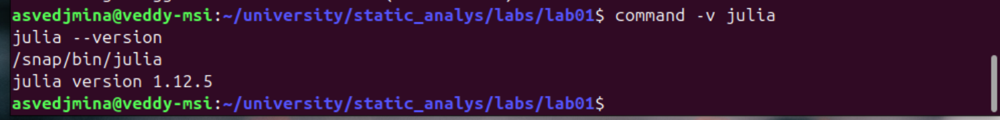 asvedjmina@veddy-msi:~/university/static_analys/labs/lab01$ command -v julia
julia --version
/snap/bin/julia
julia version 1.12.5
asvedjmina@veddy-msi:~/university/static_analys/labs/lab01$